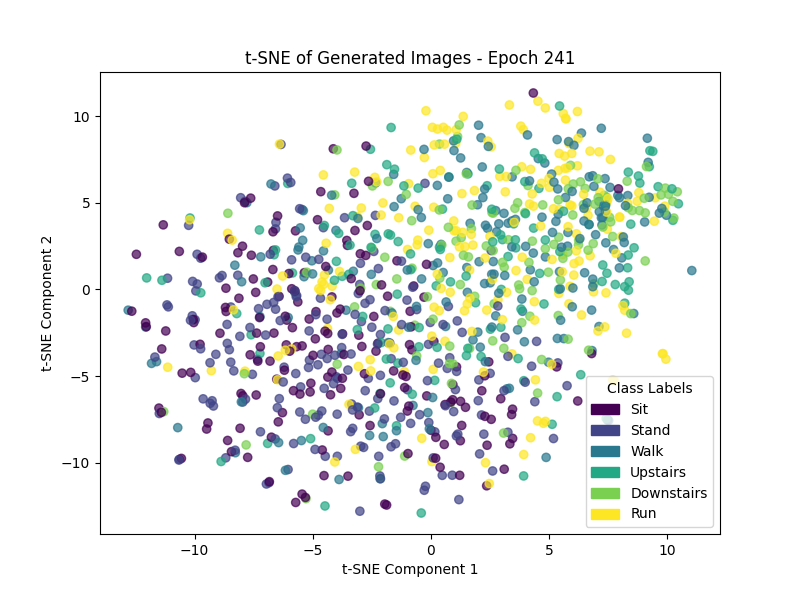 t-SNE of Generated Images - Epoch 241
10
5
0
−5
−10
t-SNE Component 2
−10
−5
0
5
10
t-SNE Component 1
Class Labels
Sit
Stand
Walk
Upstairs
Downstairs
Run